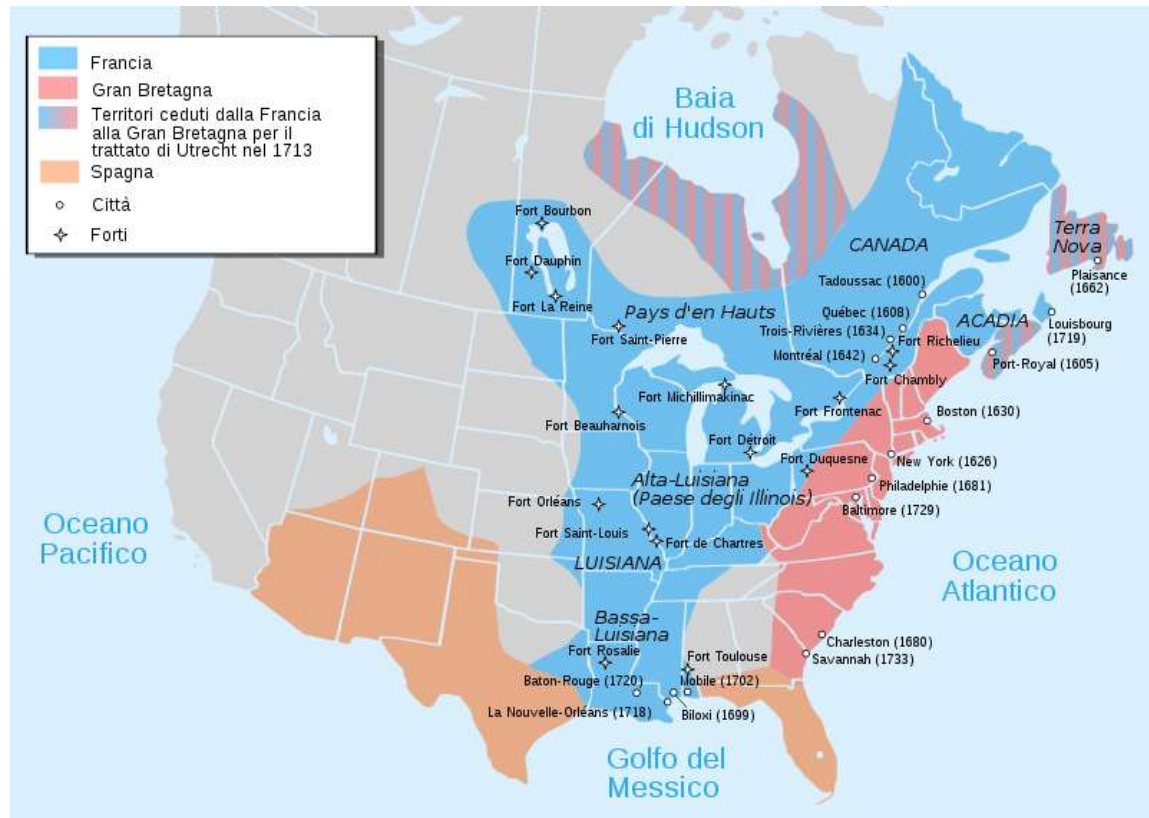 Francia
Gran Bretagna
Territori ceduti dalla Francia
alla Gran Bretagna per il
trattato di Utrecht nel 1713
Spagna
Città
Forti
Baia
di Hudson
Fort Bourbon
Fort Dauphin
Fort La Reine
CANADA
Terra
Nova
Plaisance
(1662)
Tadoussac (1600)
Pays d'en Hauts
Québec (1608)
Trois-Rivières (1634)
ACADIA
Louisbourg
(1719)
Fort Saint-Pierre
Fort Richelieu
Montréal (1642)
Port-Royal (1605)
Fort Chambly
Fort Michillimakinac
Fort Frontenac
Fort Beauharnois
Boston (1630)
Fort Détroit
Fort Duquesne
New York (1626)
Alta-Luisiana
(Paese degli Illinois)
Philadelphie (1681)
Fort Orléans
Baltimore (1729)
Oceano
Pacifico
Fort Saint-Louis
Fort de Chartres
LUISIANA
Oceano
Atlantico
Bassa-
Luisiana
Charleston (1680)
Fort Rosalie
Fort Toulouse
Savannah (1733)
Baton-Rouge (1720)
Mobile (1702)
La Nouvelle-Orléans (1718)
Biloxi (1699)
Golfo del
Messico